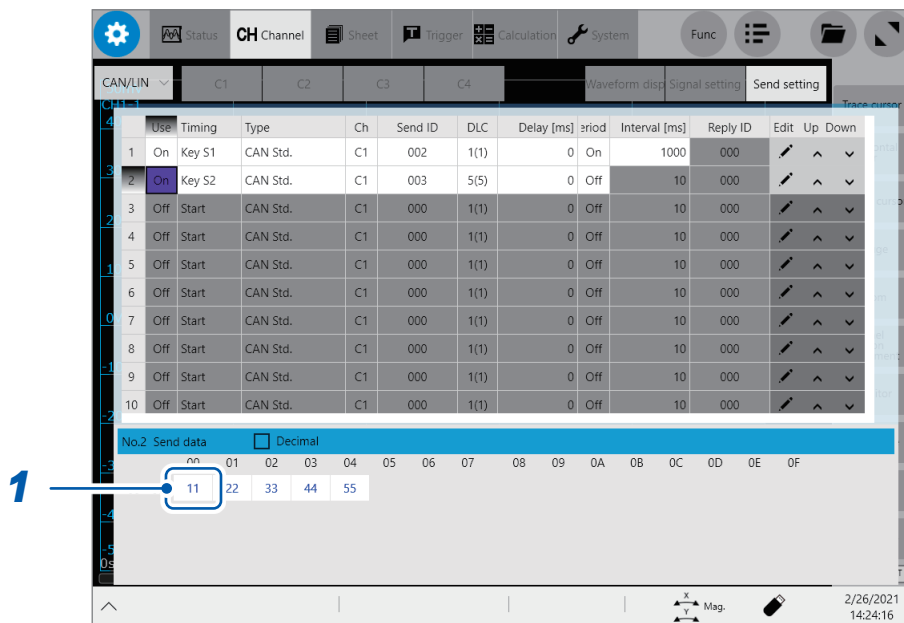 Status CH Channel Sheet Trigger Calculation System Func
CAN/LIN C1 C2 C3 C4 Waveform disp Signal setting Send setting
CH1-1 Trace cursor
Use Timing Type Ch Send ID DLC Delay [ms] eriod Interval [ms] Reply ID Edit Up Down
1 On Key S1 CAN Std. C1 002 1(1) 0 On 1000 000
2 On Key S2 CAN Std. C1 003 5(5) 0 Off 10 000
3 Off Start CAN Std. C1 000 1(1) 0 Off 10 000
4 Off Start CAN Std. C1 000 1(1) 0 Off 10 000
5 Off Start CAN Std. C1 000 1(1) 0 Off 10 000
6 Off Start CAN Std. C1 000 1(1) 0 Off 10 000
7 Off Start CAN Std. C1 000 1(1) 0 Off 10 000
8 Off Start CAN Std. C1 000 1(1) 0 Off 10 000
9 Off Start CAN Std. C1 000 1(1) 0 Off 10 000
10 Off Start CAN Std. C1 000 1(1) 0 Off 10 000
No.2 Send data Decimal
00 01 02 03 04 05 06 07 08 09 0A 0B 0C 0D 0E 0F
1 11 22 33 44 55
-4
-5
0s
X
Y Mag. 2/26/2021
14:24:16